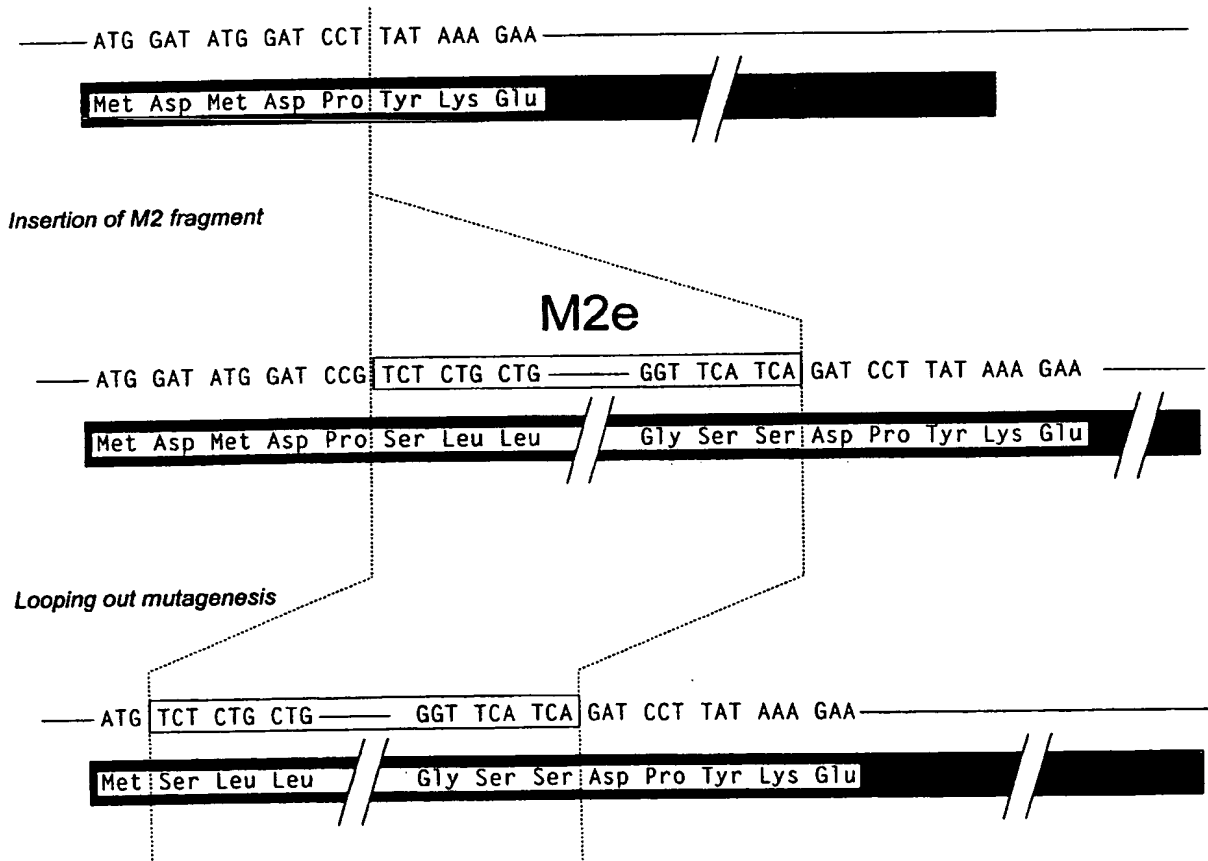 ATG GAT ATG GAT CCT TAT AAA GAA
Met Asp Met Asp Pro Tyr Lys Glu
Insertion of M2 fragment
M2e
ATG GAT ATG GAT CCG TCT CTG CTG GGT TCA TCA GAT CCT TAT AAA GAA
Met Asp Met Asp Pro Ser Leu Leu Gly Ser Ser Asp Pro Tyr Lys Glu
Looping out mutagenesis
ATG TCT CTG CTG GGT TCA TCA GAT CCT TAT AAA GAA
Met Ser Leu Leu Gly Ser Ser Asp Pro Tyr Lys Glu